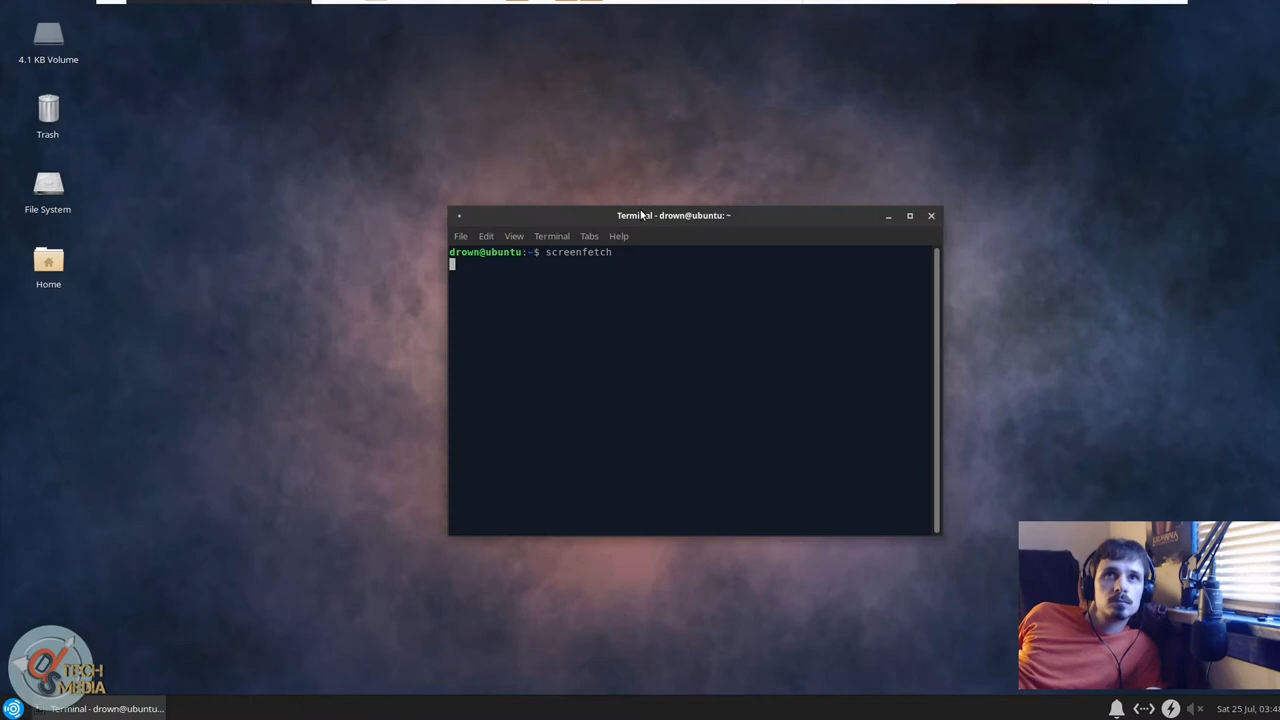 4.1 KB Volume
Trash
File System
Home
Terminal - drown@ubuntu: ~
File Edit View Terminal Tabs Help
drown@ubuntu:~$ screenfetch
TECH
MEDIA
Terminal - drown@ubuntu...
Sat 25 Jul, 03:4